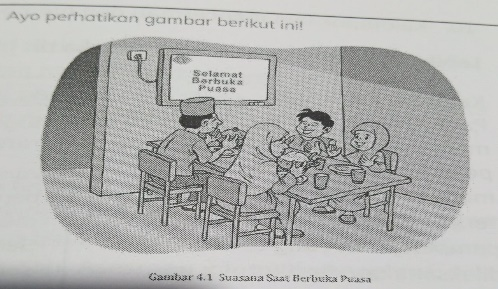 Ayo perhatikan gambar berikut ini!
Selamat
Berbuka
Puasa
Gambar 4.1 Suasana Saat Berbuka Puasa